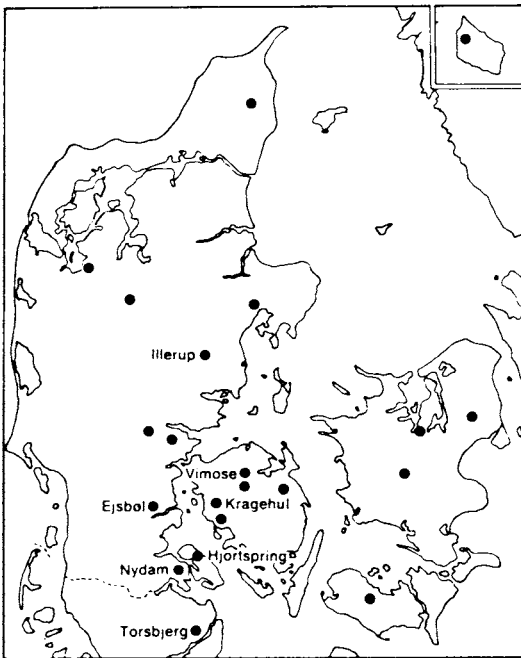 Illerup
Vimose
Ejsbøl
Kragehul
Hjortspring
Nydam
Torsbjerg